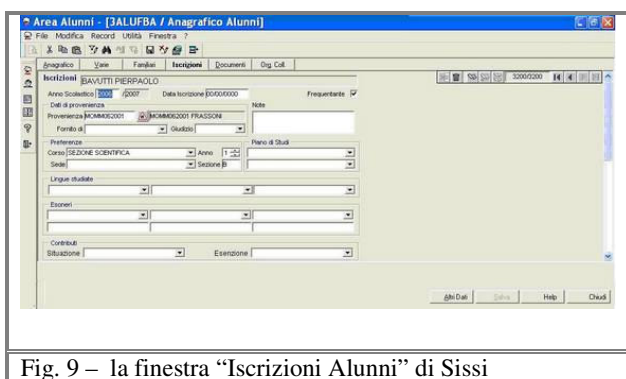 Area Alunni - [3ALUFBA / Anagrafico Alunni]
File Modifica Record Utilità Finestra ?
Anagrafico Varie Familiari Iscrizioni Documenti Org. Coll.
Iscrizioni BAVUTTI PIERPAOLO 3200/3200
Anno Scolastico 2006 /2007 Data Iscrizione 00/00/0000 Frequentante
Dati di provenienza Note
Provenienza MOMM062001 MOMM062001 FRASSONI
Fornito di Giudizio
Preferenze Piano di Studi
Corso SEZIONE SCIENTIFICA Anno 1
Sede Sezione B
Lingue studiate
Esoneri
Contributi
Situazione Esenzione
Altri Dati Salva Help Chiudi
Fig. 9 – la finestra “Iscrizioni Alunni” di Sissi